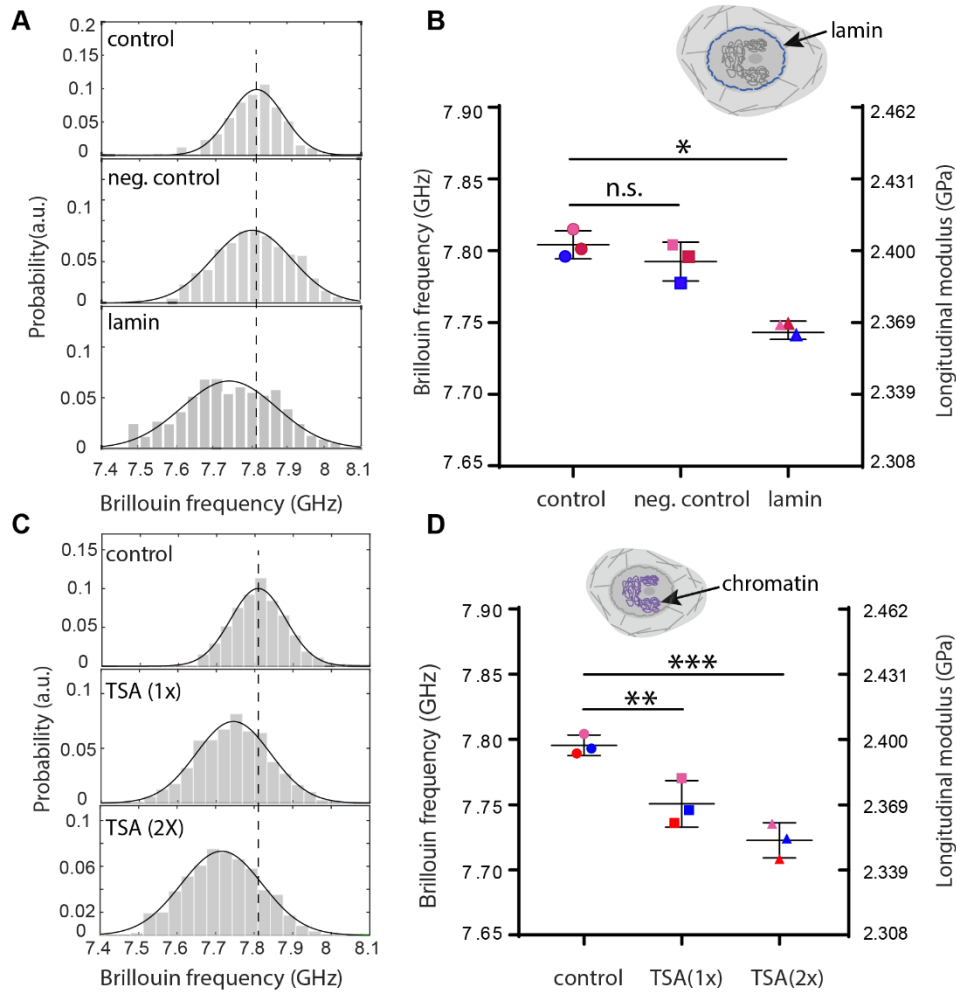 A
control
0.2
0.15
0.1
0.05
0
neg. control
0.1
0.05
0
lamin
0.1
0.05
0
Probability(a.u.)
7.4 7.5 7.6 7.7 7.8 7.9 8 8.1
Brillouin frequency (GHz)
B
lamin
7.90
7.85
7.80
7.75
7.70
7.65
Brillouin frequency (GHz)
*
n.s.
2.462
2.431
2.400
2.369
2.339
2.308
Longitudinal modulus (GPa)
control neg. control lamin
C
control
0.15
0.10
0.05
0
TSA (1x)
0.1
0.05
0
TSA (2X)
0.06
0.04
0.02
Probability (a.u.)
7.4 7.5 7.6 7.7 7.8 7.9 8 8.1
Brillouin frequency (GHz)
D
chromatin
7.90
7.85
7.80
7.75
7.70
7.65
Brillouin frequency (GHz)
***
**
2.462
2.431
2.400
2.369
2.339
2.308
Longitudinal modulus (GPa)
control TSA(1x) TSA(2x)